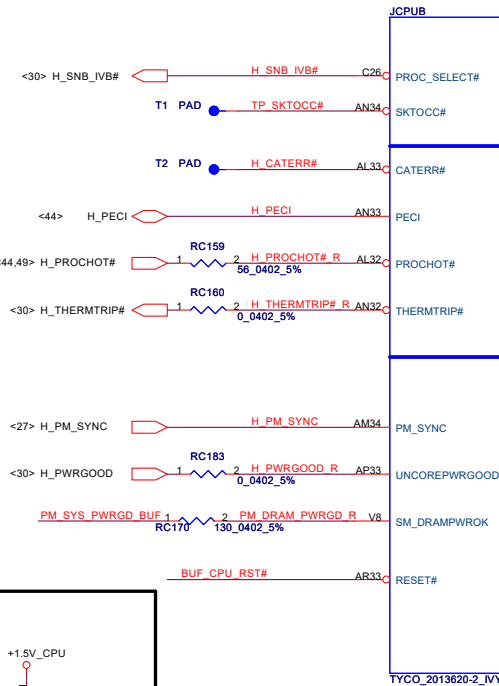 JCPUB
<30> H_SNB_IVB# H_SNB_IVB# C26 PROC_SELECT#
T1 PAD TP_SKTOCC# AN34 SKTOCC#
T2 PAD H_CATERR# AL33 CATERR#
<44> H_PECI H_PECI AN33 PECI
RC159
44,49> H_PROCHOT# 1 2 H_PROCHOT#_R AL32 PROCHOT#
56_0402_5%
RC160
<30> H_THERMTRIP# 1 2 H_THERMTRIP#_R AN32 THERMTRIP#
0_0402_5%
<27> H_PM_SYNC H_PM_SYNC AM34 PM_SYNC
RC183
<30> H_PWRGOOD 1 2 H_PWRGOOD_R AP33 UNCOREPWRGOOD
0_0402_5%
PM_SYS_PWRGD_BUF 1 2 PM_DRAM_PWRGD_R V8 SM_DRAMPWROK
RC170 130_0402_5%
BUF_CPU_RST# AR33 RESET#
+1.5V_CPU
TYCO_2013620-2_IVY